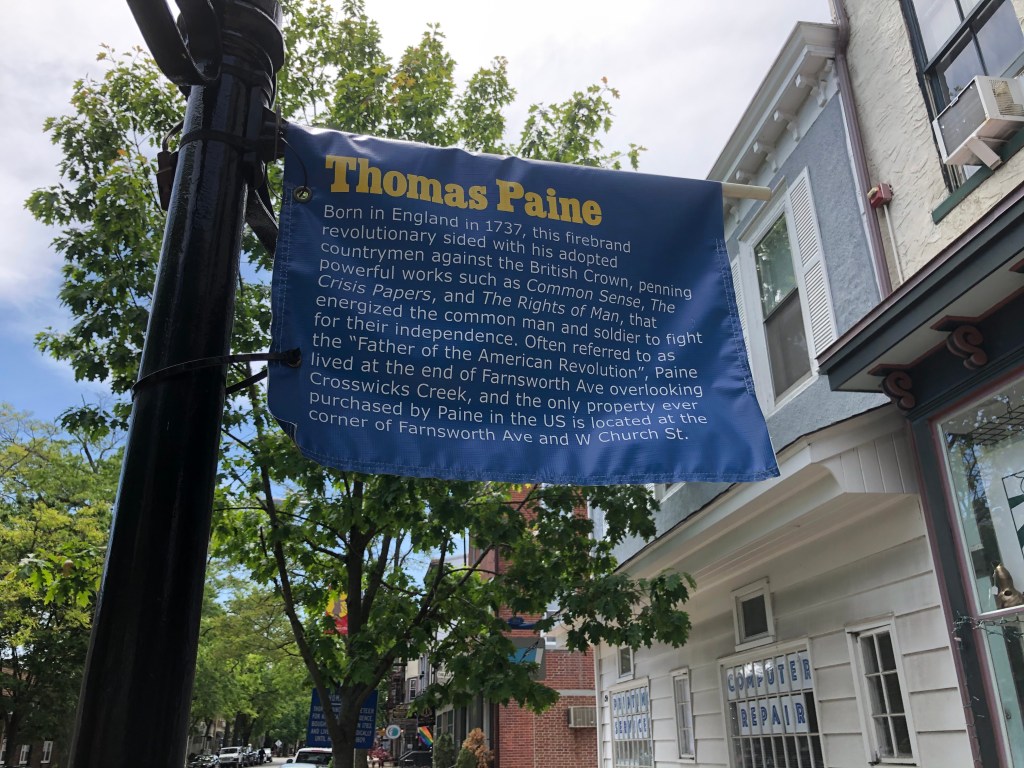 Thomas Paine
Born in England in 1737, this firebrand
revolutionary sided with his adopted
countrymen against the British Crown, penning
powerful works such as Common Sense, The
Crisis Papers, and The Rights of Man, that
energized the common man and soldier to fight
for their independence. Often referred to as
the “Father of the American Revolution”, Paine
lived at the end of Farnsworth Ave overlooking
Crosswicks Creek, and the only property ever
purchased by Paine in the US is located at the
corner of Farnsworth Ave and W Church St.
COMPUTER
REPAIR
SERVICE